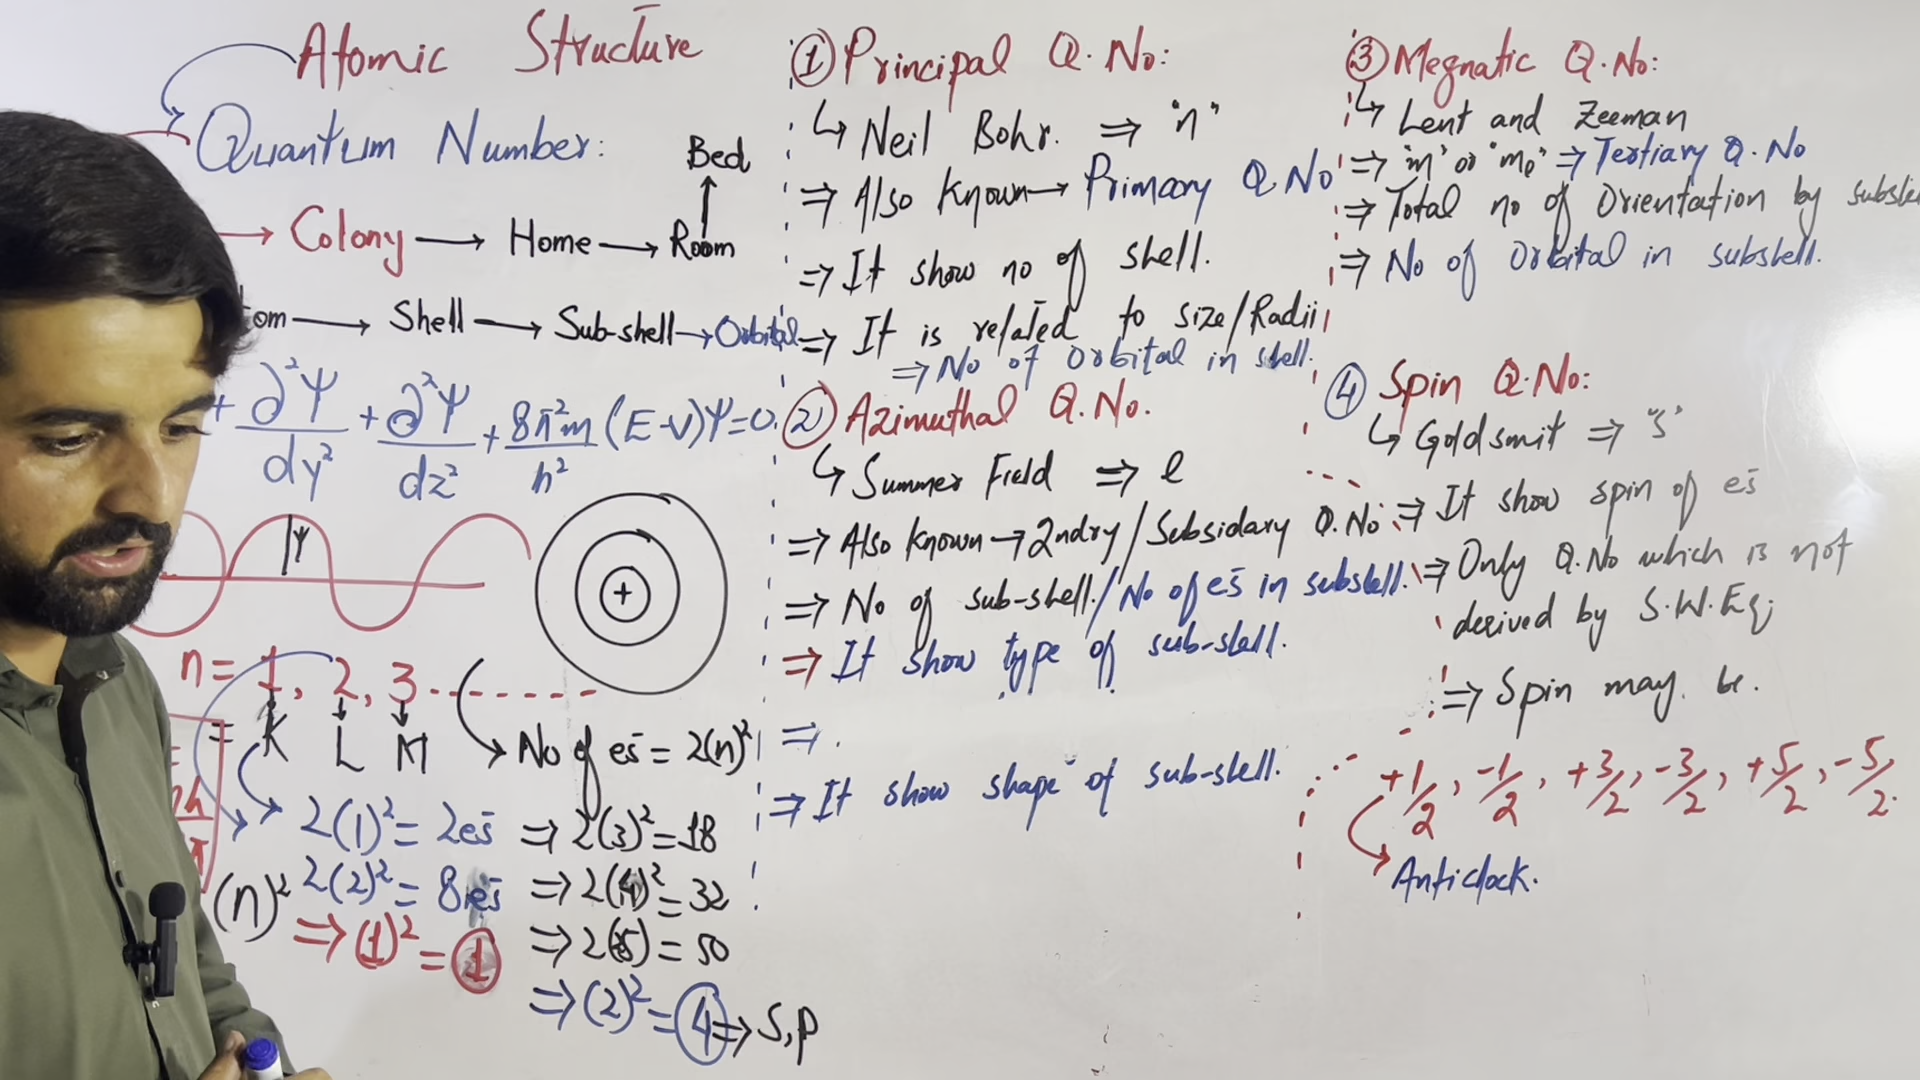 Atomic Structure
Quantum Number:
Bed
Colony → Home → Room
tom → Shell → Sub-shell → Orbital
+ ∂²Ψ/dy² + ∂²Ψ/dz² + 8π²m/h² (E-V)Ψ=0.
Ψ
+
n = 1, 2, 3 - - - - - -
= K L M
No of es̄ = 2(n)²
2(1)² = 2es̄
2(2)² = 8es̄
(n)²
⇒ (1)² = 1
⇒ 2(3)² = 18
⇒ 2(4)² = 32
⇒ 2(5) = 50
⇒ (2)² = 4 ⇒ S,P
① Principal Q.No:
↳ Neil Bohr. ⇒ "n"
⇒ Also Known → Primary Q.No
⇒ It show no of shell.
⇒ It is related to size/Radii
⇒ No of Orbital in shell.
② Azimuthal Q.No.
↳ Summer Field ⇒ l
⇒ Also Known → 2ndry/Subsidary Q.No
⇒ No of sub-shell./No of es̄ in subshell.
⇒ It show type of sub-shell.
⇒ .
⇒ It show shape of sub-shell.
③ Megnatic Q.No:
↳ Lent and Zeeman
⇒ "m" or "mℓ" ⇒ Tertiary Q.No
⇒ Total no of Orientation by subshe
⇒ No of Orbital in subshell.
④ Spin Q.No:
↳ Goldsmit ⇒ "S"
⇒ It show spin of es̄
⇒ Only Q.No which is not
derived by S.W.Eq;
⇒ Spin may be.
+1/2, -1/2, +3/2, -3/2, +5/2, -5/2.
Anticlock.